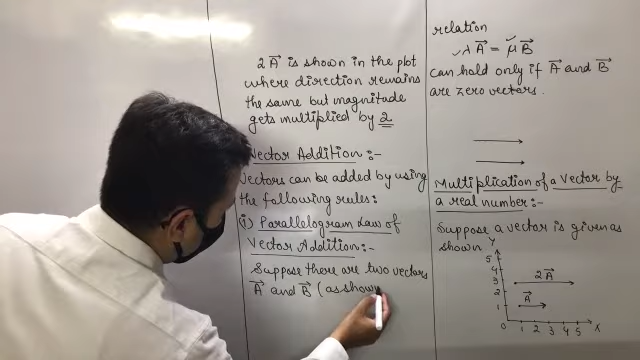 2A⃗ is shown in the plot
where direction remains
the same but magnitude
gets multiplied by 2
Vector Addition :-
Vectors can be added by using
the following rules:
(i) Parallelogram Law of
Vector Addition:-
Suppose there are two vectors
A⃗ and B⃗ (as shown
relation
λA⃗ = μB⃗
can hold only if A⃗ and B⃗
are zero vectors.
Multiplication of a Vector by
a real number:-
Suppose a vector is given as
shown
Y
5
4
3
2
1
2A⃗
A⃗
0 1 2 3 4 5 X